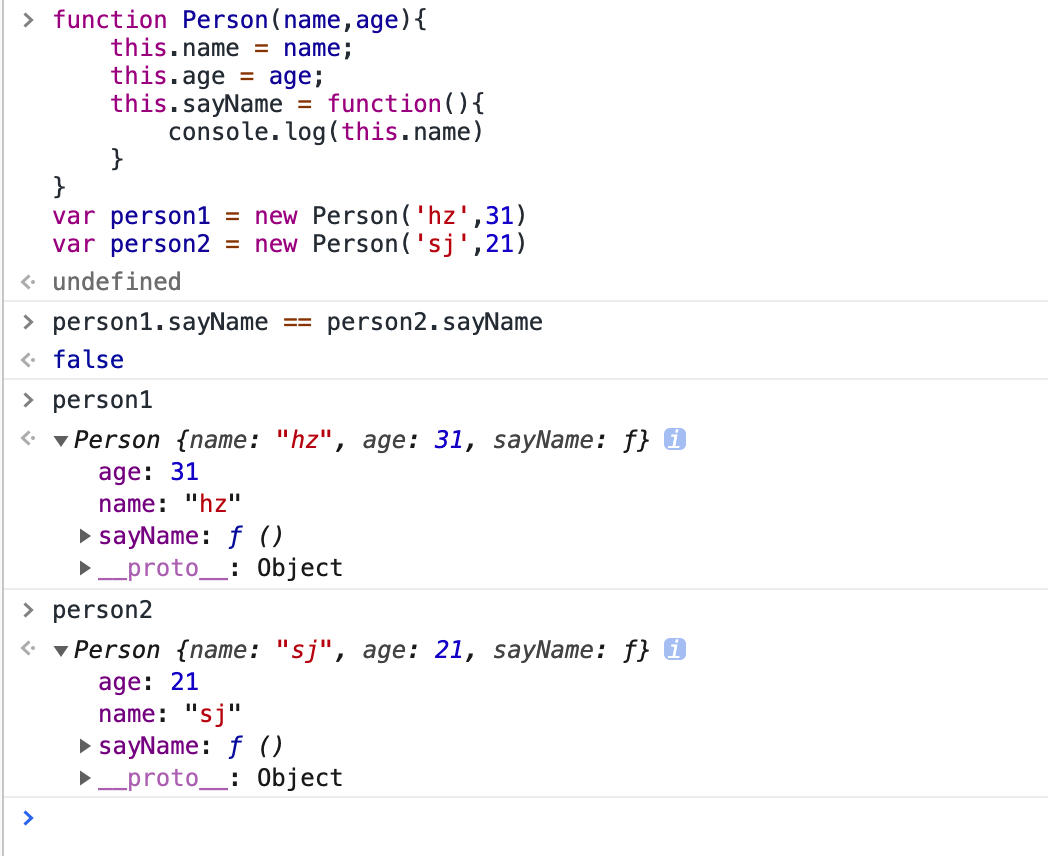 > function Person(name,age){
    this.name = name;
    this.age = age;
    this.sayName = function(){
        console.log(this.name)
    }
}
var person1 = new Person('hz',31)
var person2 = new Person('sj',21)
undefined
> person1.sayName == person2.sayName
false
> person1
▼Person {name: "hz", age: 31, sayName: ƒ} i
age: 31
name: "hz"
▶sayName: ƒ ()
▶__proto__: Object
> person2
▼Person {name: "sj", age: 21, sayName: ƒ} i
age: 21
name: "sj"
▶sayName: ƒ ()
▶__proto__: Object
>